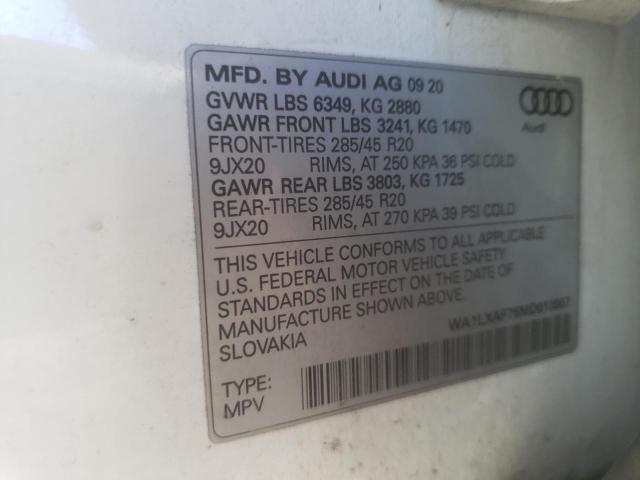 MFD. BY AUDI AG 09 20
GVWR LBS 6349, KG 2880
GAWR FRONT LBS 3241, KG 1470
FRONT-TIRES 285/45 R20
9JX20 RIMS, AT 250 KPA 36 PSI COLD
GAWR REAR LBS 3803, KG 1725
REAR-TIRES 285/45 R20
9JX20 RIMS, AT 270 KPA 39 PSI COLD
Audi
THIS VEHICLE CONFORMS TO ALL APPLICABLE
U.S. FEDERAL MOTOR VEHICLE SAFETY
STANDARDS IN EFFECT ON THE DATE OF
MANUFACTURE SHOWN ABOVE.
SLOVAKIA
TYPE:
MPV